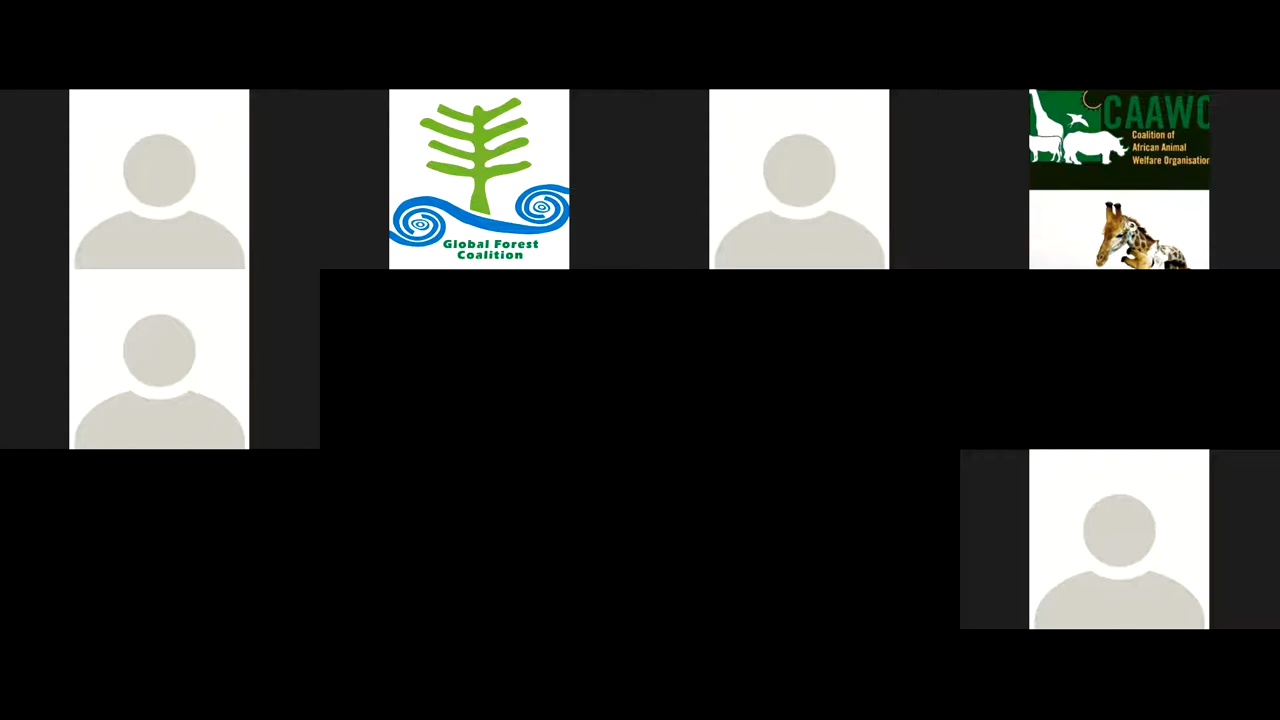 Global Forest
Coalition
CAAWO
Coalition of
African Animal
Welfare Organisation